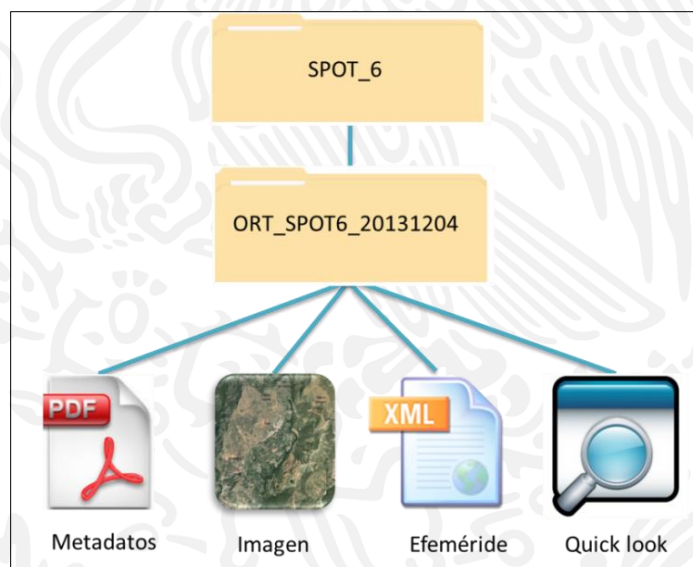 SPOT_6
ORT_SPOT6_20131204
PDF
XML
Metadatos
Imagen
Efeméride
Quick look